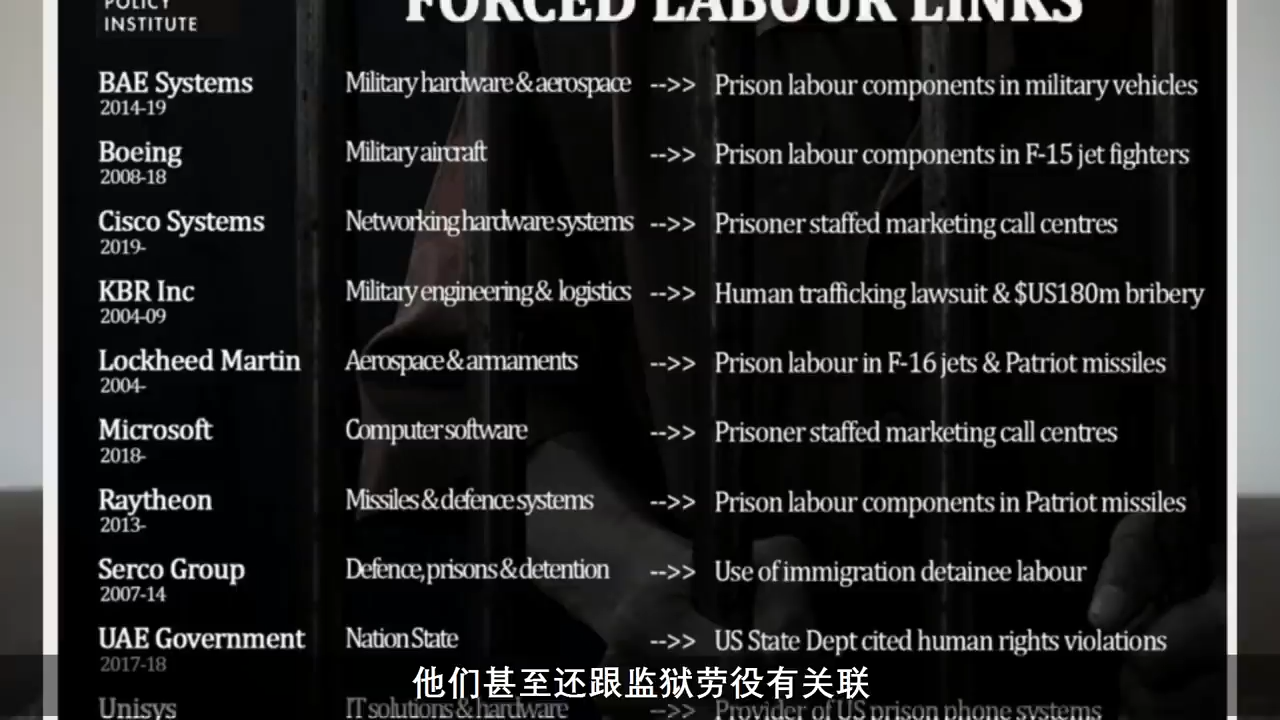 POLICY
INSTITUTE
FORCED LABOUR LINKS
BAE Systems Military hardware & aerospace -->> Prison labour components in military vehicles
2014-19
Boeing Military aircraft -->> Prison labour components in F-15 jet fighters
2008-18
Cisco Systems Networking hardware systems -->> Prisoner staffed marketing call centres
2019-
KBR Inc Military engineering & logistics -->> Human trafficking lawsuit & $US180m bribery
2004-09
Lockheed Martin Aerospace & armaments -->> Prison labour in F-16 jets & Patriot missiles
2004-
Microsoft Computer software -->> Prisoner staffed marketing call centres
2018-
Raytheon Missiles & defence systems -->> Prison labour components in Patriot missiles
2013-
Serco Group Defence, prisons & detention -->> Use of immigration detainee labour
2007-14
UAE Government Nation State -->> US State Dept cited human rights violations
2017-18
他们甚至还跟监狱劳役有关联
Unisys IT solutions & hardware -->> Provider of US prison phone systems